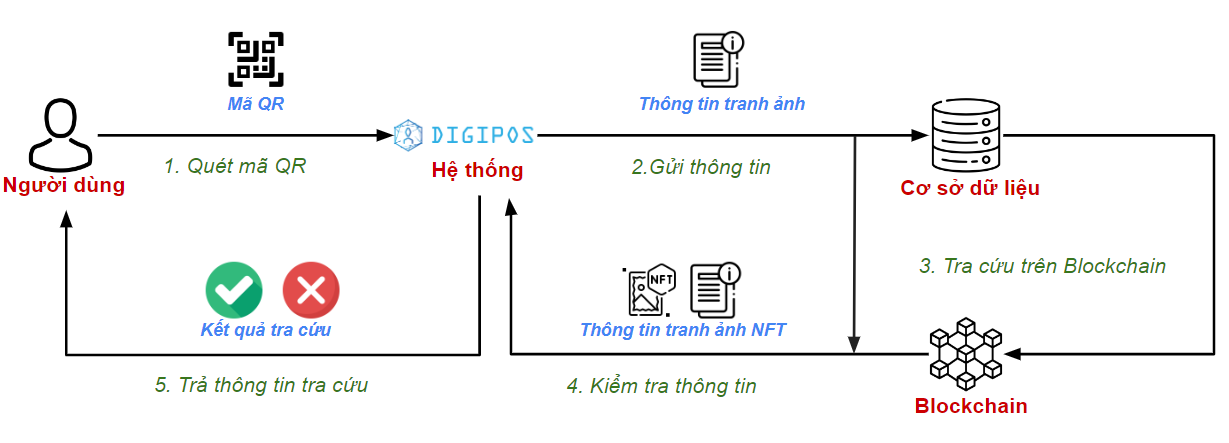 Mã QR
Thông tin tranh ảnh
DIGIPOS
1. Quét mã QR
Hệ thống
2.Gửi thông tin
Người dùng
Cơ sở dữ liệu
3. Tra cứu trên Blockchain
NFT
Kết quả tra cứu
Thông tin tranh ảnh NFT
5. Trả thông tin tra cứu
4. Kiểm tra thông tin
Blockchain